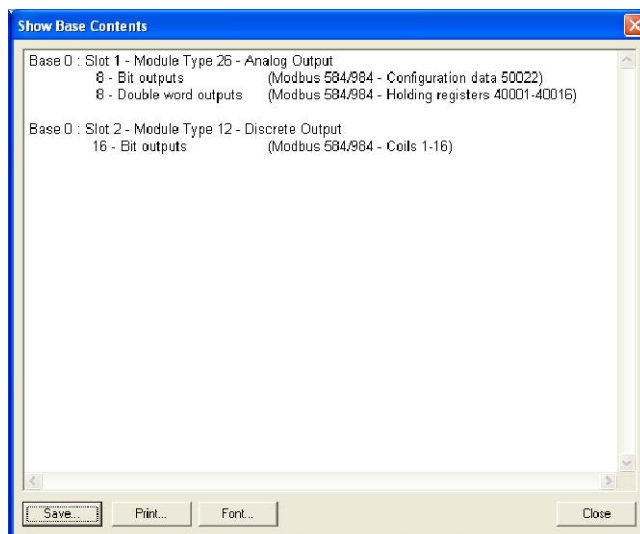 Show Base Contents
Base 0 : Slot 1 - Module Type 26 - Analog Output
8 - Bit outputs (Modbus 584/984 - Configuration data 50022)
8 - Double word outputs (Modbus 584/984 - Holding registers 40001-40016)
Base 0 : Slot 2 - Module Type 12 - Discrete Output
16 - Bit outputs (Modbus 584/984 - Coils 1-16)
Save... Print... Font... Close